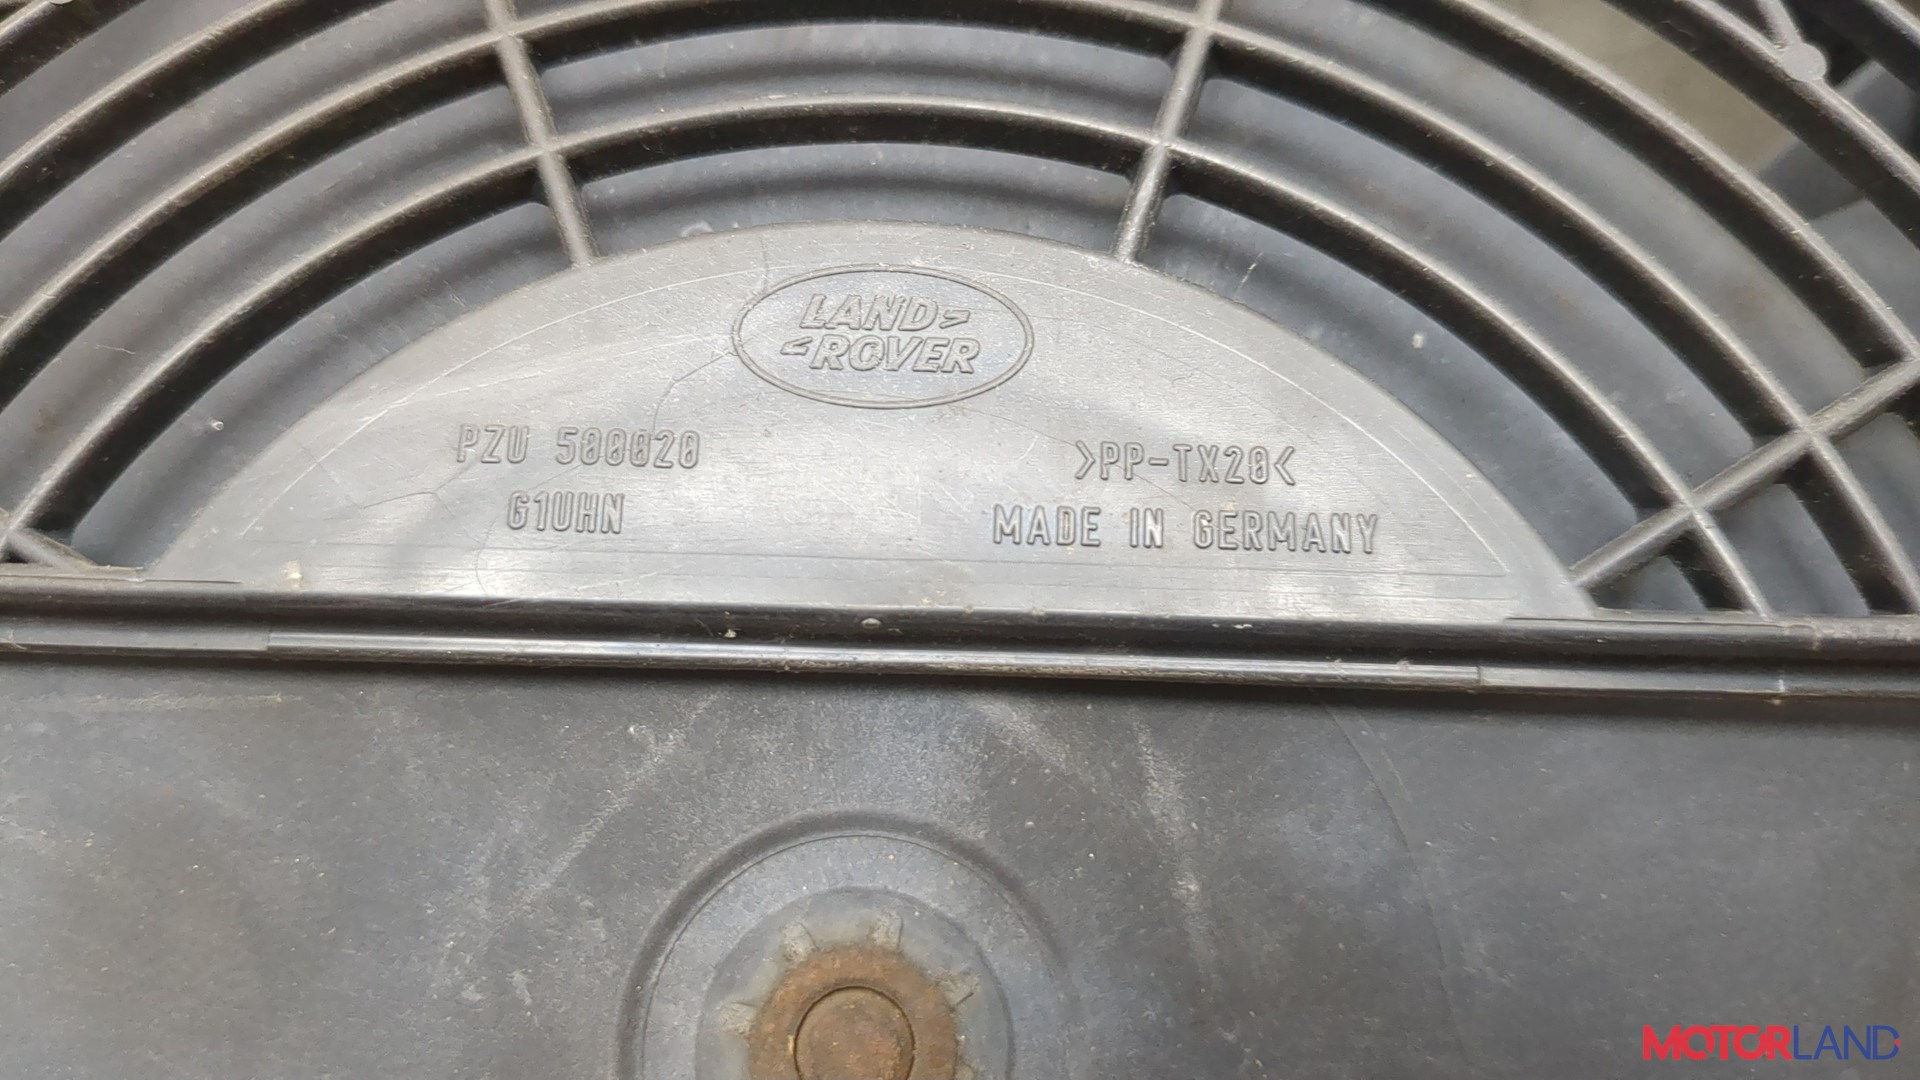 LAND
ROVER
PZU 500020
G1UHN
>PP-TX20<
MADE IN GERMANY
MOTORLAND